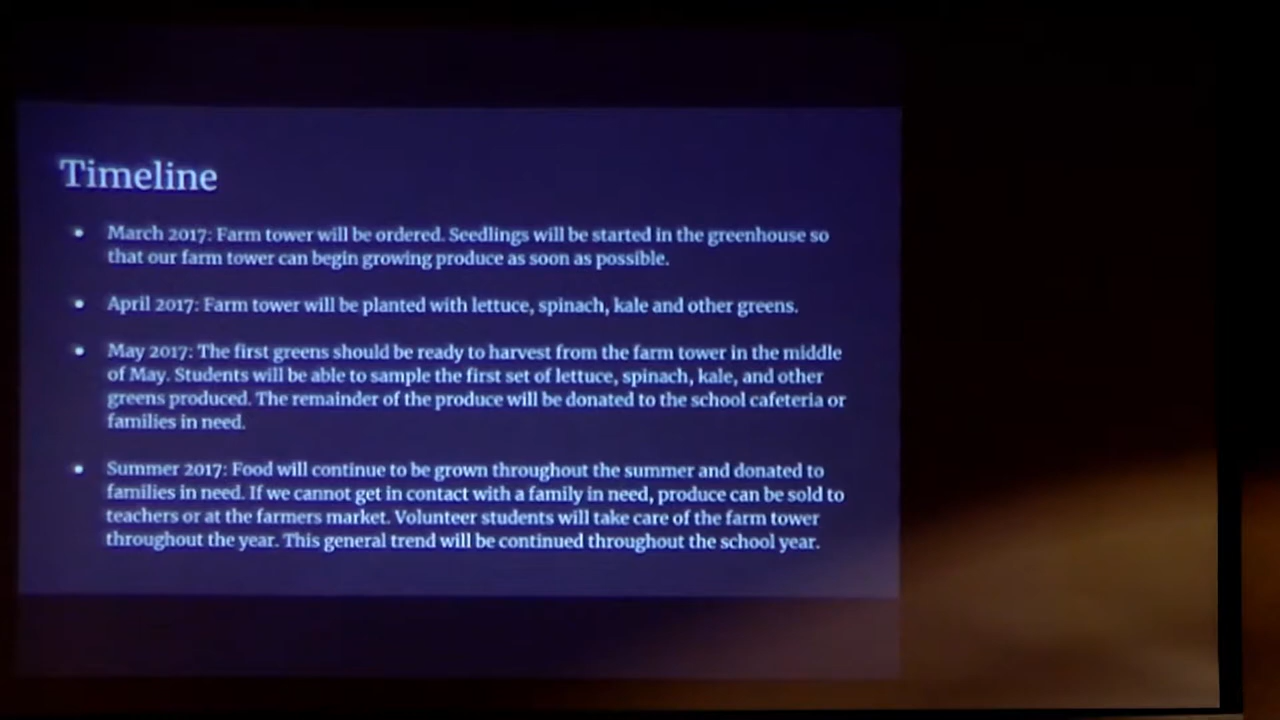 Timeline
• March 2017: Farm tower will be ordered. Seedlings will be started in the greenhouse so
that our farm tower can begin growing produce as soon as possible.
• April 2017: Farm tower will be planted with lettuce, spinach, kale and other greens.
• May 2017: The first greens should be ready to harvest from the farm tower in the middle
of May. Students will be able to sample the first set of lettuce, spinach, kale, and other
greens produced. The remainder of the produce will be donated to the school cafeteria or
families in need.
• Summer 2017: Food will continue to be grown throughout the summer and donated to
families in need. If we cannot get in contact with a family in need, produce can be sold to
teachers or at the farmers market. Volunteer students will take care of the farm tower
throughout the year. This general trend will be continued throughout the school year.